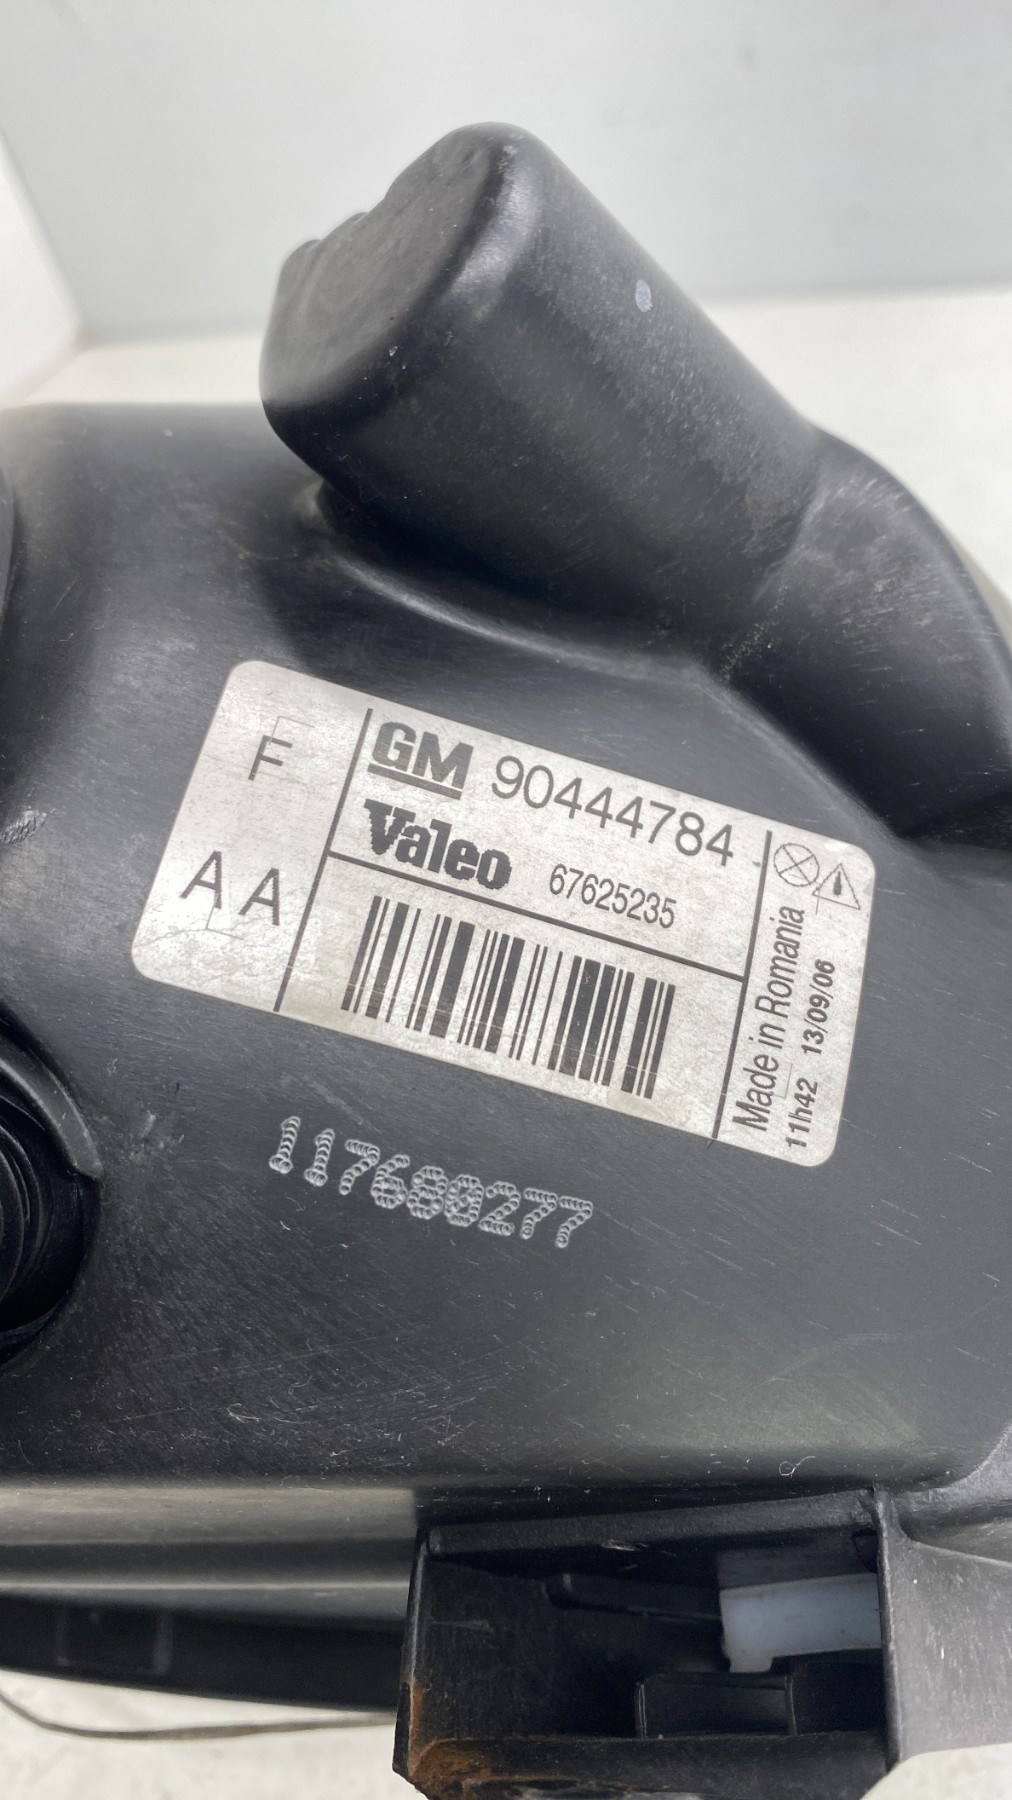 F
AA
GM 90444784
Valeo 67625235
Made in Romania
11h42 13/09/06
117680277